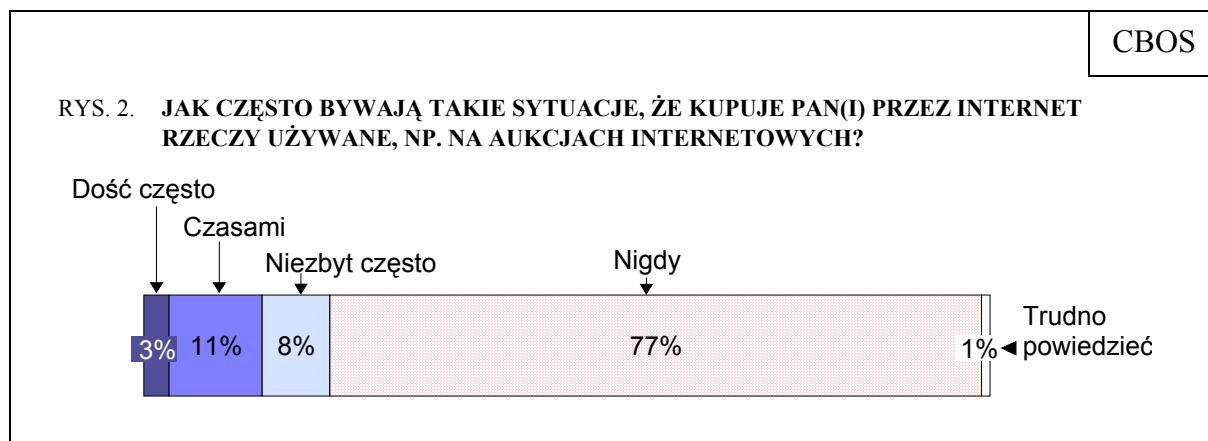 CBOS
RYS. 2. JAK CZĘSTO BYWAJĄ TAKIE SYTUACJE, ŻE KUPUJE PAN(I) PRZEZ INTERNET
RZECZY UŻYWANE, NP. NA AUKCJACH INTERNETOWYCH?
Dość często
Czasami
Niezbyt często
Nigdy
Trudno
powiedzieć
3%
11%
8%
77%
1%